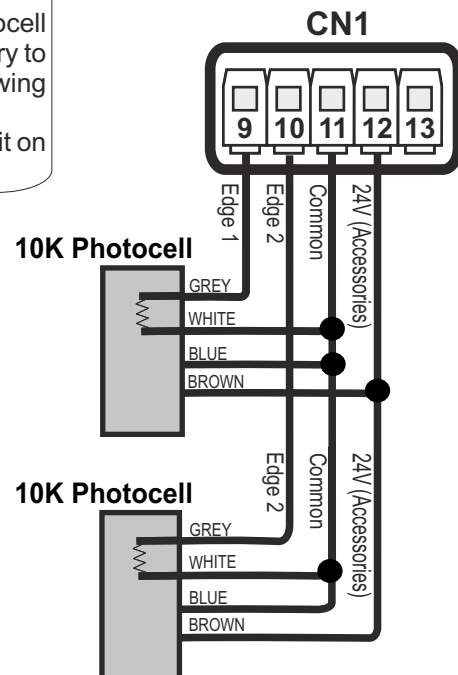 ocell
ry to
wing
it on
CN1
9 10 11 12 13
Edge 1
Edge 2
Common
24V (Accessories)
10K Photocell
GREY
WHITE
BLUE
BROWN
Edge 2
Common
24V (Accessories)
10K Photocell
GREY
WHITE
BLUE
BROWN